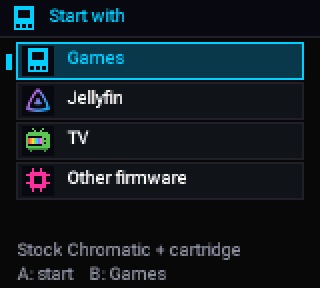 Start with
Games
Jellyfin
TV
Other firmware
Stock Chromatic + cartridge
A: start B: Games